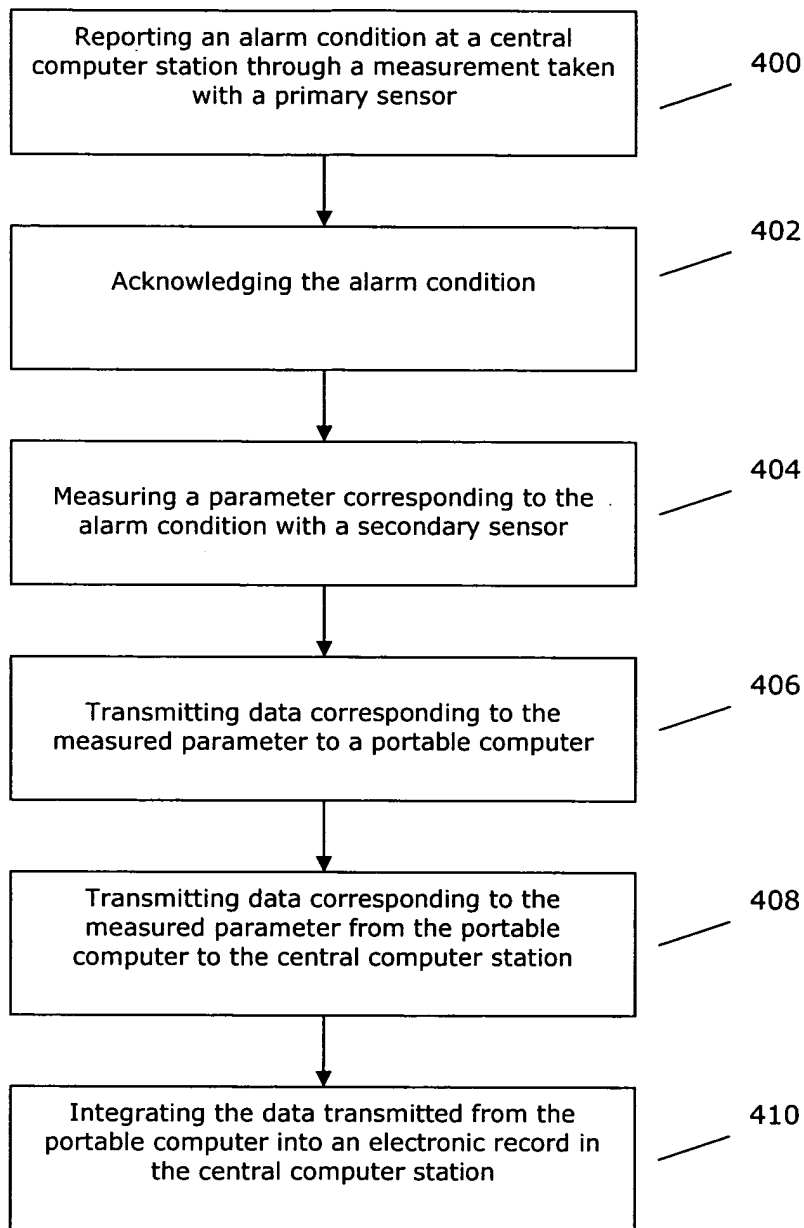 Reporting an alarm condition at a central
computer station through a measurement taken
with a primary sensor
400
Acknowledging the alarm condition
402
Measuring a parameter corresponding to the
alarm condition with a secondary sensor
404
Transmitting data corresponding to the
measured parameter to a portable computer
406
Transmitting data corresponding to the
measured parameter from the portable
computer to the central computer station
408
Integrating the data transmitted from the
portable computer into an electronic record in
the central computer station
410